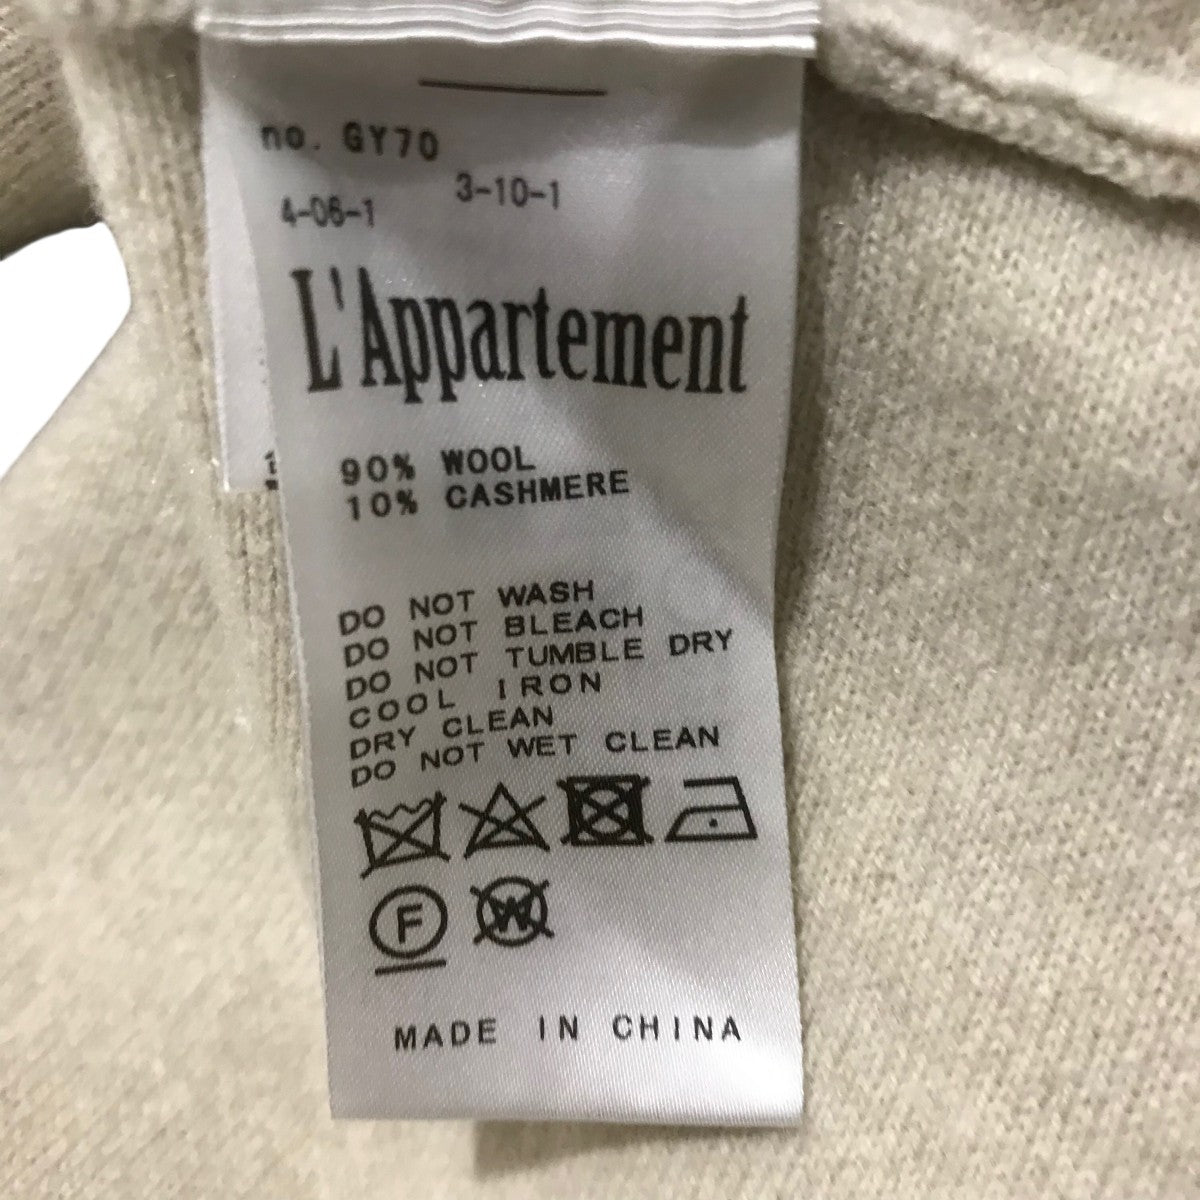 no. GY70
4-06-1 3-10-1
L'Appartement
90% WOOL
10% CASHMERE
DO NOT WASH
DO NOT BLEACH
DO NOT TUMBLE DRY
COOL IRON
DRY CLEAN
DO NOT WET CLEAN
F W
MADE IN CHINA